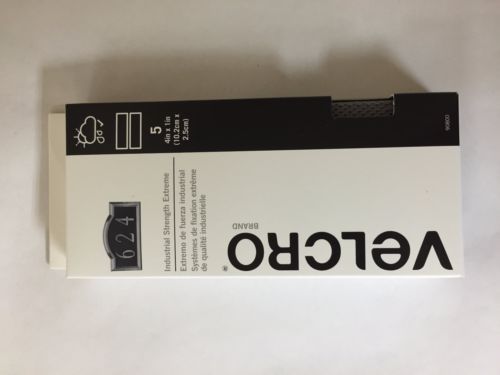 VELCRO®
BRAND
Industrial Strength Extreme
Extremo de fuerza industrial
Systèmes de fixation extrême
de qualité industrielle
624
5
4in x 1in
(10.2cm x
2.5cm)
90800